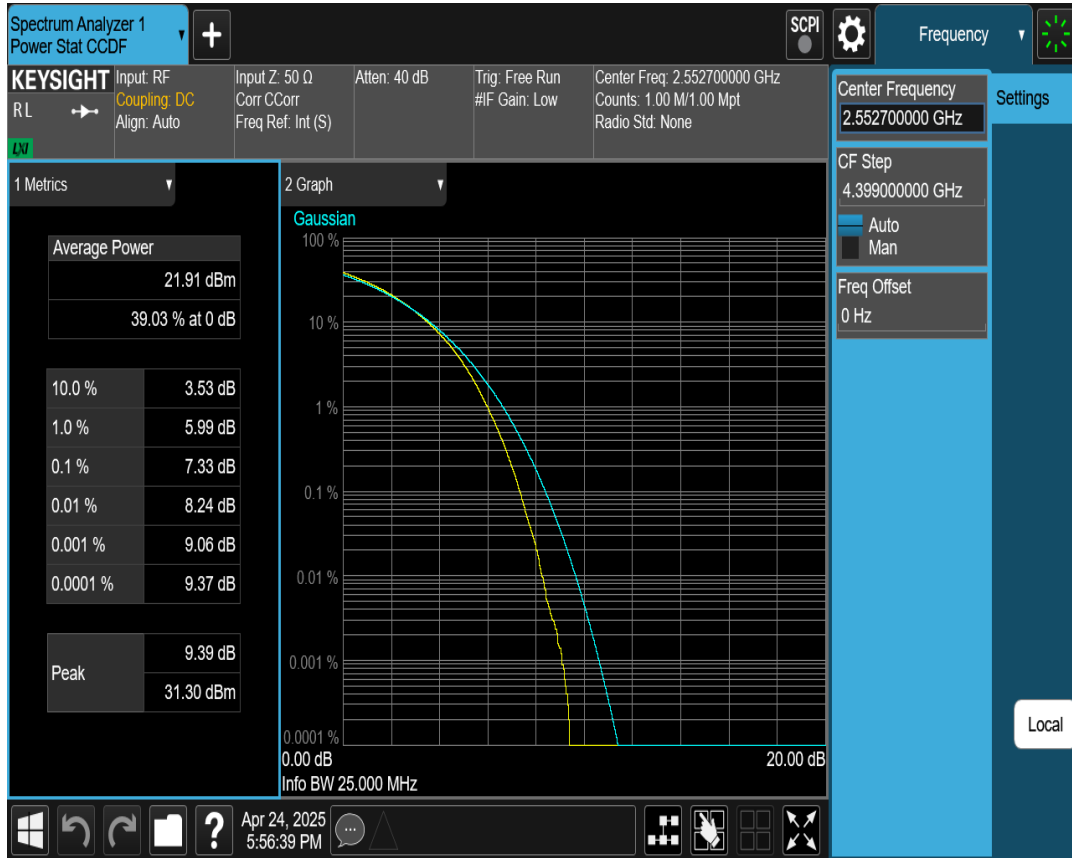 Spectrum Analyzer 1
Power Stat CCDF
+
SCPI
Frequency
KEYSIGHT
RL
LXI
Input: RF
Coupling: DC
Align: Auto
Input Z: 50 Ω
Corr CCorr
Freq Ref: Int (S)
Atten: 40 dB
Trig: Free Run
#IF Gain: Low
Center Freq: 2.552700000 GHz
Counts: 1.00 M/1.00 Mpt
Radio Std: None
Center Frequency
2.552700000 GHz
Settings
CF Step
4.399000000 GHz
Auto
Man
Freq Offset
0 Hz
Local
1 Metrics
Average Power
21.91 dBm
39.03 % at 0 dB
10.0 % 3.53 dB
1.0 % 5.99 dB
0.1 % 7.33 dB
0.01 % 8.24 dB
0.001 % 9.06 dB
0.0001 % 9.37 dB
Peak
9.39 dB
31.30 dBm
2 Graph
Gaussian
100 %
10 %
1 %
0.1 %
0.01 %
0.001 %
0.0001 %
0.00 dB 20.00 dB
Info BW 25.000 MHz
?
Apr 24, 2025
5:56:39 PM